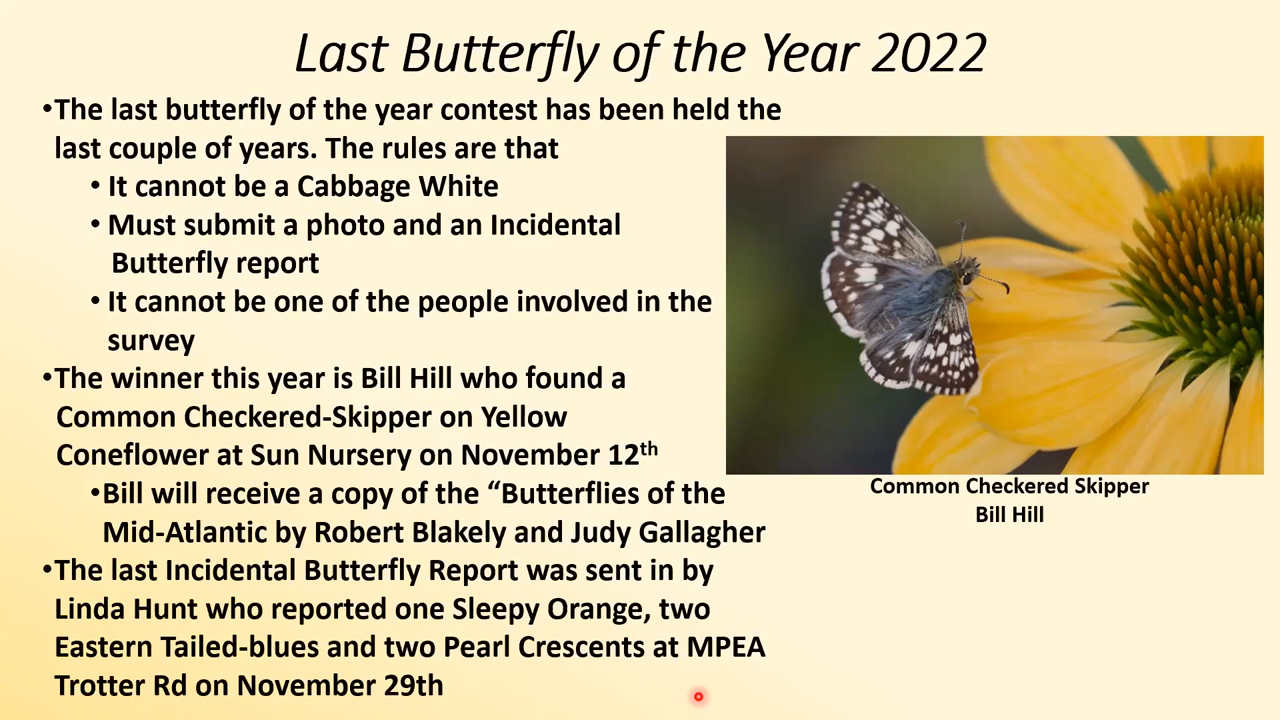 Last Butterfly of the Year 2022
•The last butterfly of the year contest has been held the
last couple of years. The rules are that
• It cannot be a Cabbage White
• Must submit a photo and an Incidental
Butterfly report
• It cannot be one of the people involved in the
survey
•The winner this year is Bill Hill who found a
Common Checkered-Skipper on Yellow
Coneflower at Sun Nursery on November 12th
•Bill will receive a copy of the “Butterflies of the
Mid-Atlantic by Robert Blakely and Judy Gallagher
•The last Incidental Butterfly Report was sent in by
Linda Hunt who reported one Sleepy Orange, two
Eastern Tailed-blues and two Pearl Crescents at MPEA
Trotter Rd on November 29th
Common Checkered Skipper
Bill Hill